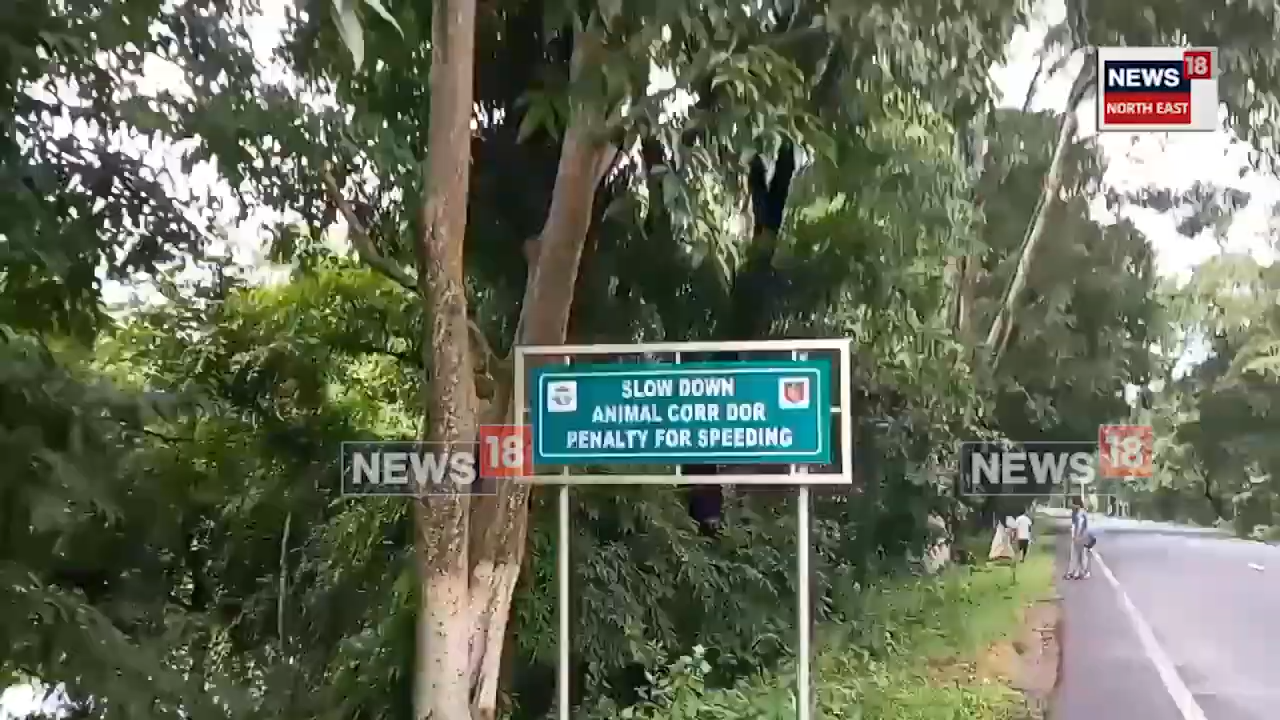 NEWS 18
NORTH EAST
SLOW DOWN
ANIMAL CORR DOR
PENALTY FOR SPEEDING
NEWS 18
NEWS 18